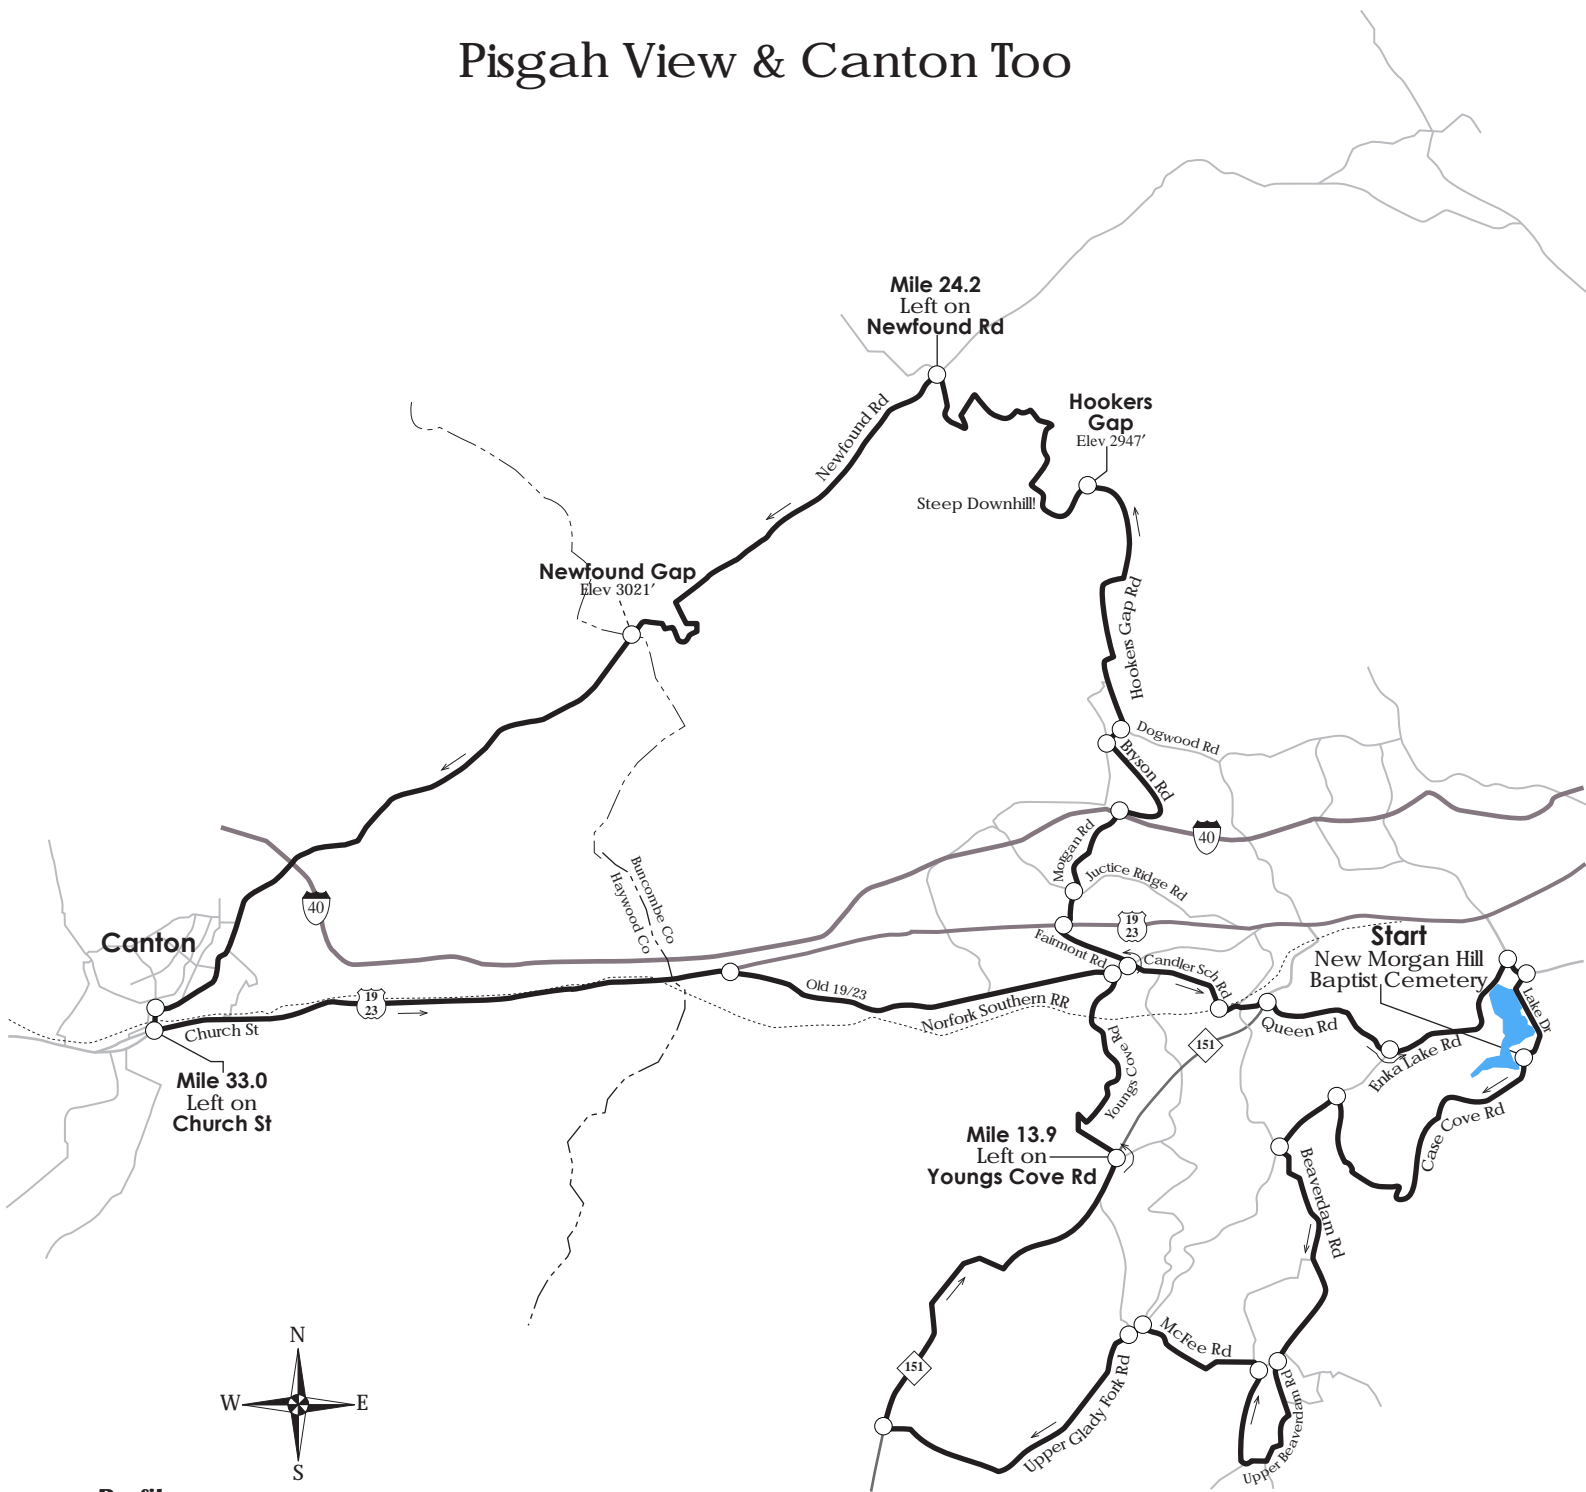 Pisgah View & Canton Too
Mile 24.2
Left on
Newfound Rd
Hookers
Gap
Elev 2947′
Newfound Rd
Steep Downhill!
Newfound Gap
Elev 3021′
Hookers Gap Rd
Dogwood Rd
Bryson Rd
Morgan Rd
40
Juctice Ridge Rd
Buncombe Co
Haywood Co
40
19
23
Canton
Fairmont Rd
Candler Sch Rd
Start
New Morgan Hill
Baptist Cemetery
Lake Dr
Old 19/23
19
23
Church St
Norfork Southern RR
Queen Rd
Enka Lake Rd
151
Youngs Cove Rd
Mile 33.0
Left on
Church St
Case Cove Rd
Mile 13.9
Left on
Youngs Cove Rd
Beaverdam Rd
McFee Rd
151
Upper Glady Fork Rd
Upper Beaverdam Rd
N
W
E
S